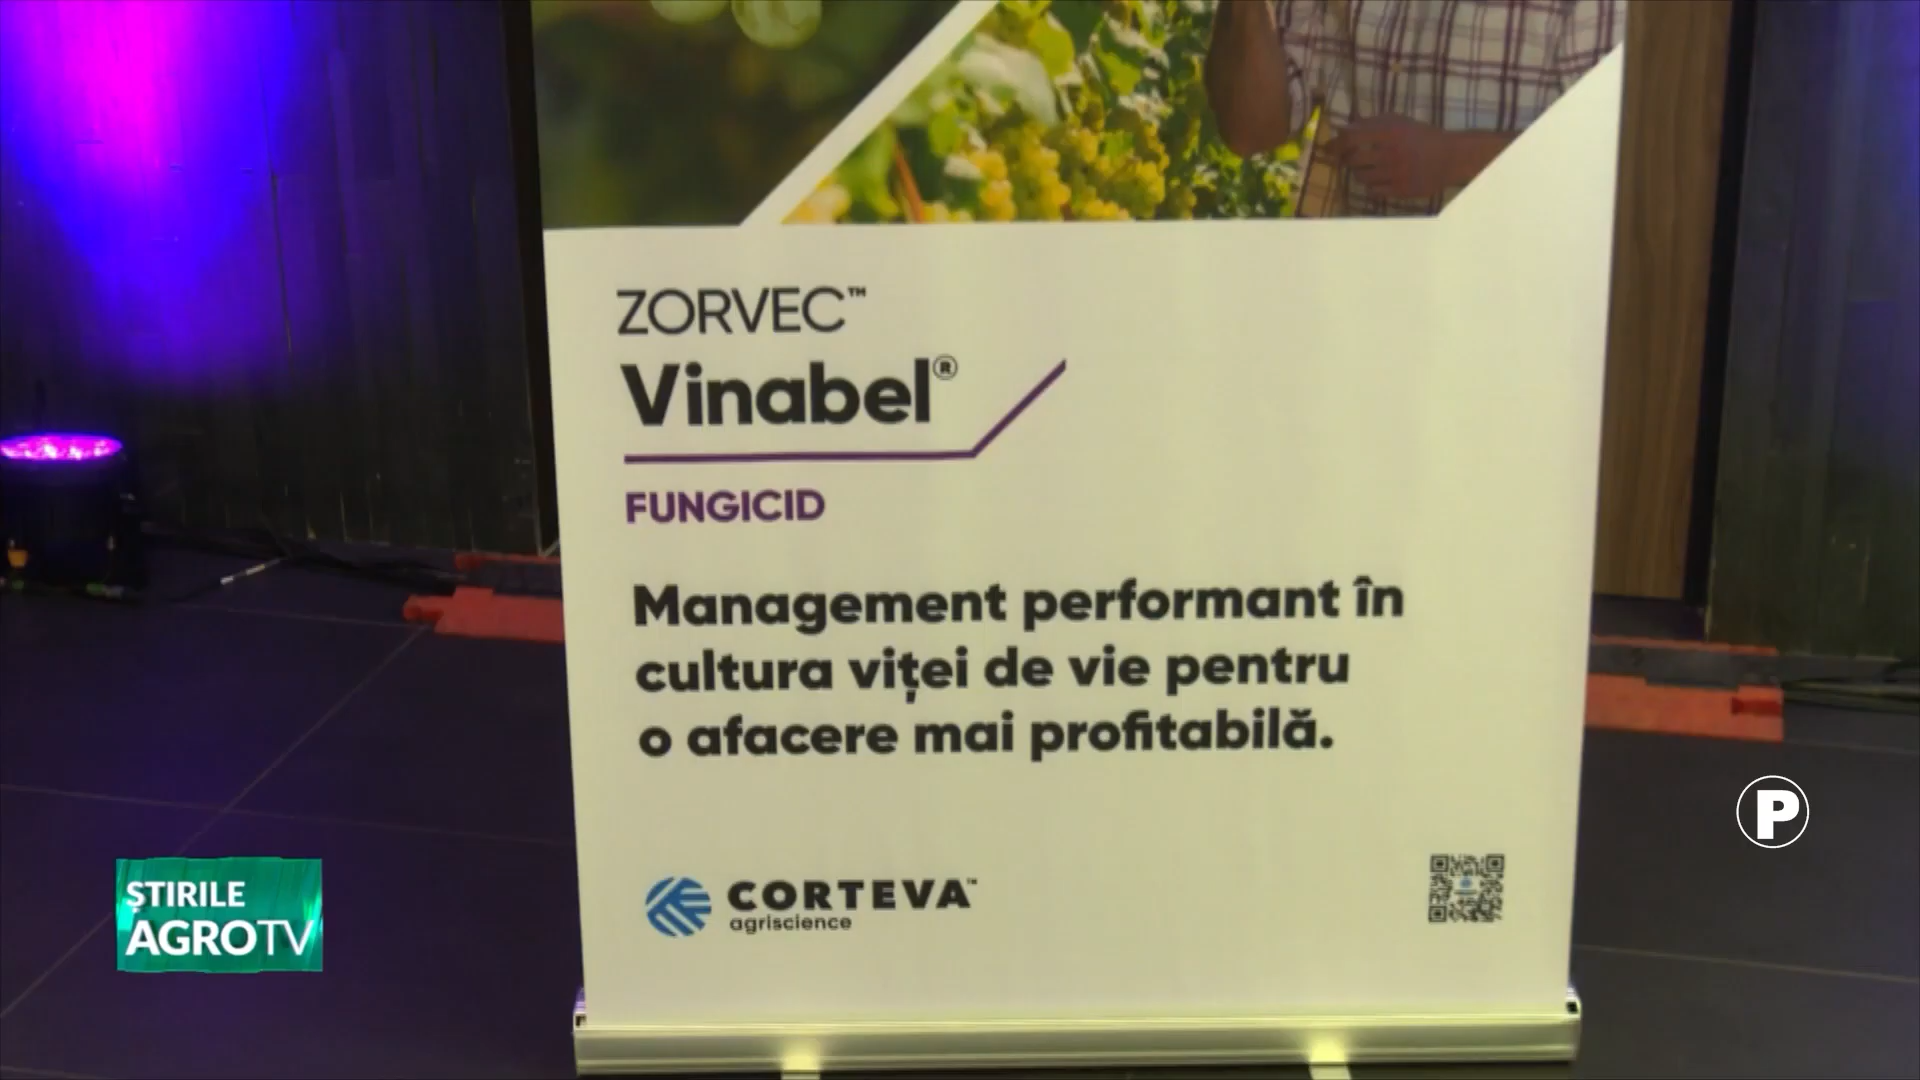 ZORVEC™
Vinabel®
FUNGICID
Management performant în
cultura viței de vie pentru
o afacere mai profitabilă.
CORTEVA™
agriscience
P
ȘTIRILE
AGROTV